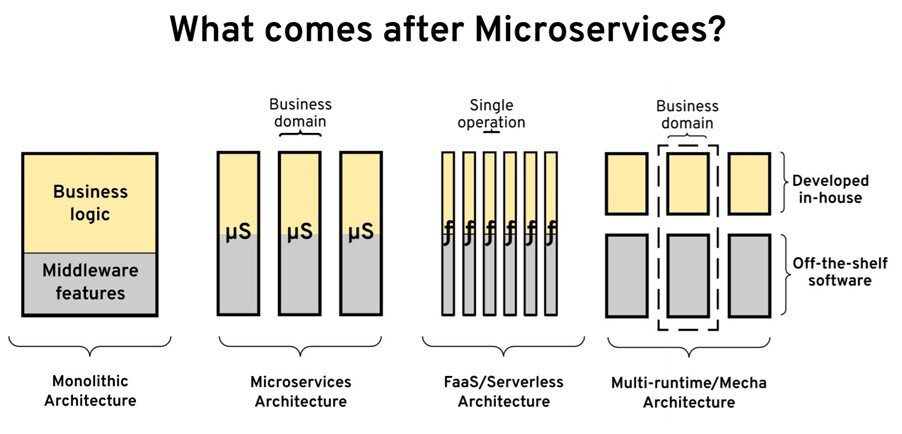 What comes after Microservices?
Business
logic
Middleware
features
Monolithic
Architecture
Business
domain
µS
µS
µS
Microservices
Architecture
Single
operation
f
f
f
f
f
f
FaaS/Serverless
Architecture
Business
domain
Developed
in-house
Off-the-shelf
software
Multi-runtime/Mecha
Architecture